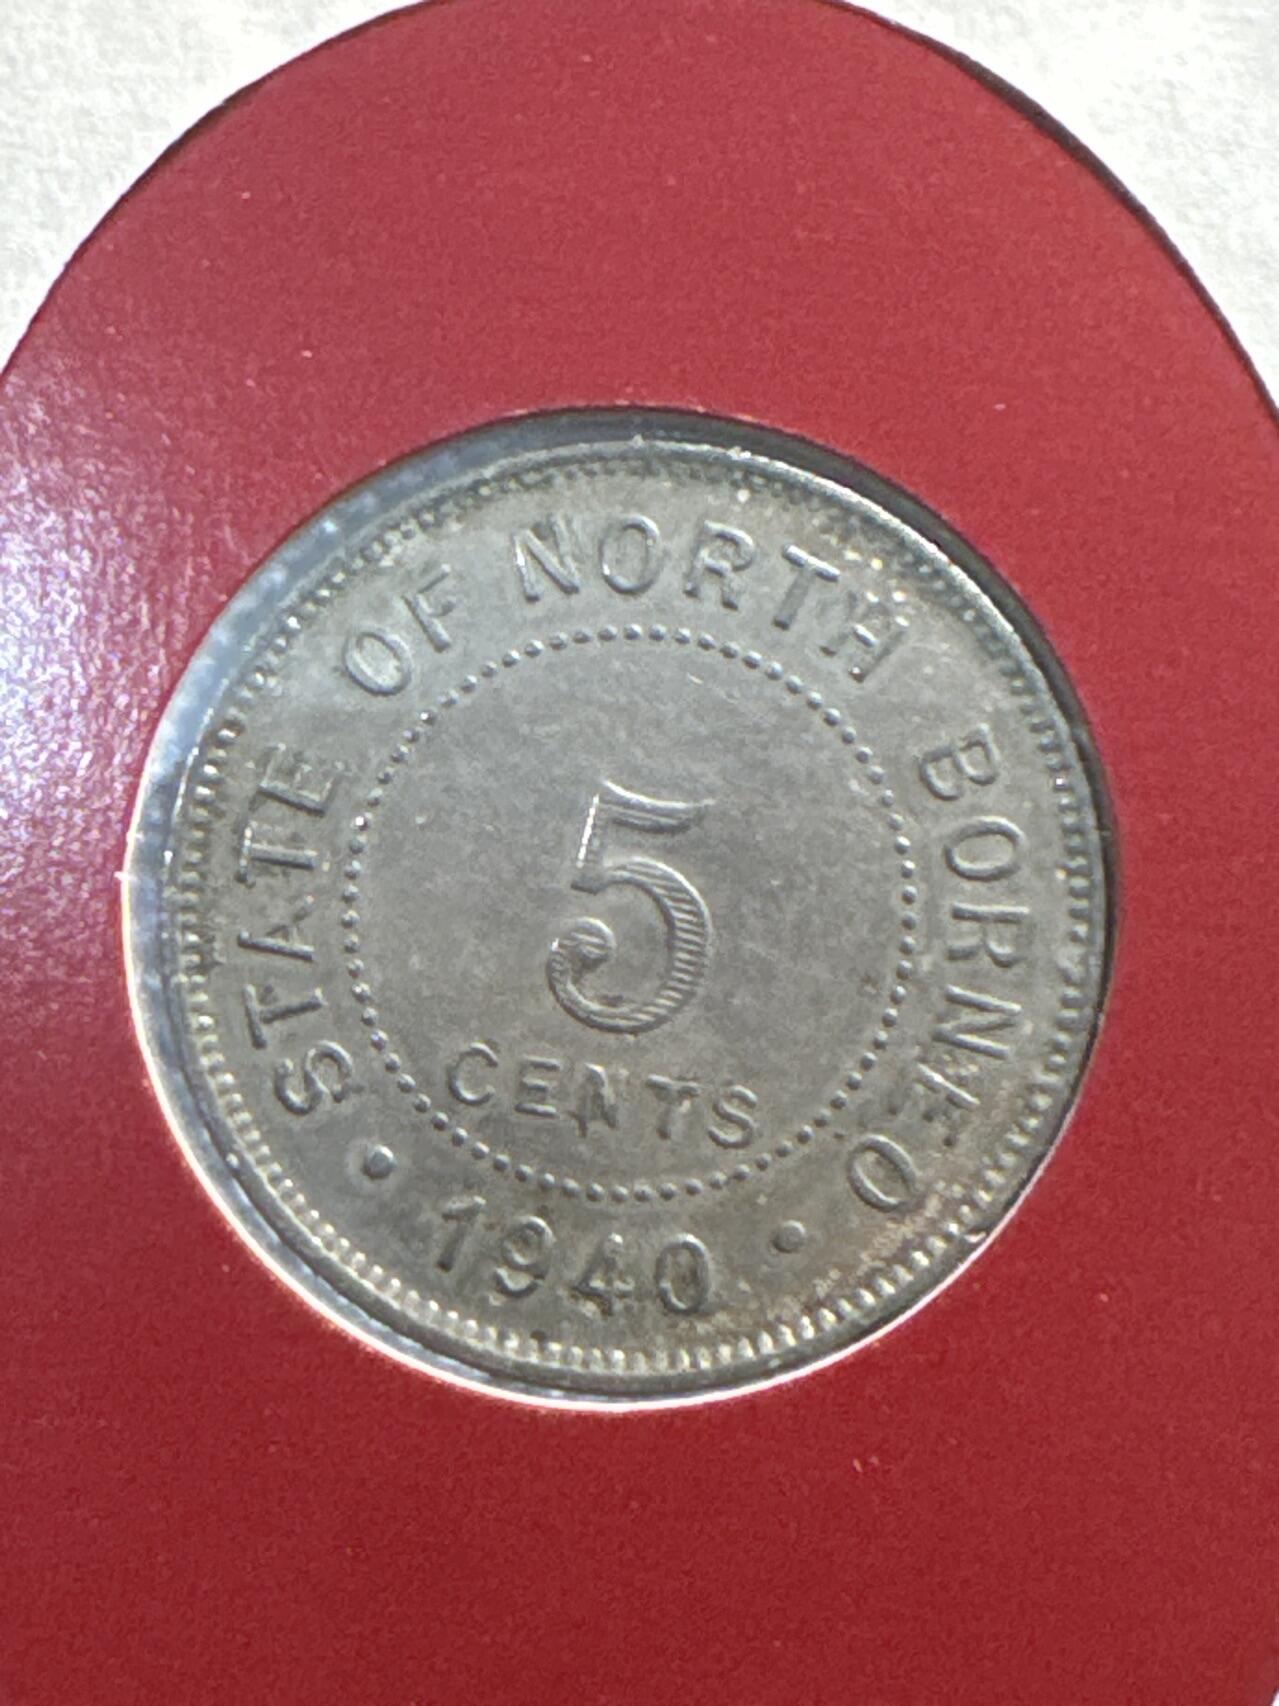 STATE OF NORTH BORNEO
5
CENTS
• 1940 •